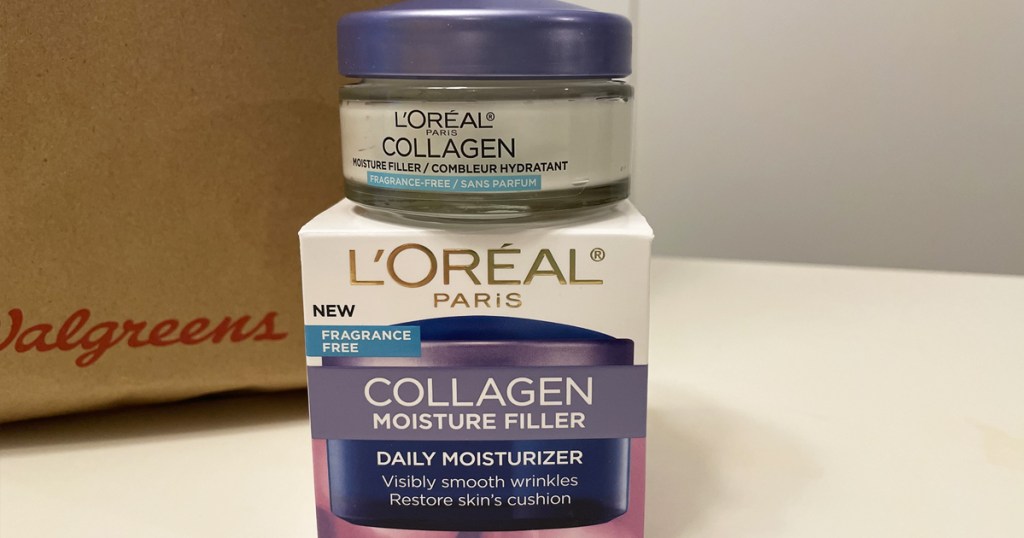 L'ORÉAL®
PARIS
COLLAGEN
MOISTURE FILLER / COMBLEUR HYDRATANT
FRAGRANCE-FREE / SANS PARFUM
L'ORÉAL®
PARiS
NEW
FRAGRANCE
FREE
COLLAGEN
MOISTURE FILLER
DAILY MOISTURIZER
Visibly smooth wrinkles
Restore skin's cushion
Walgreens